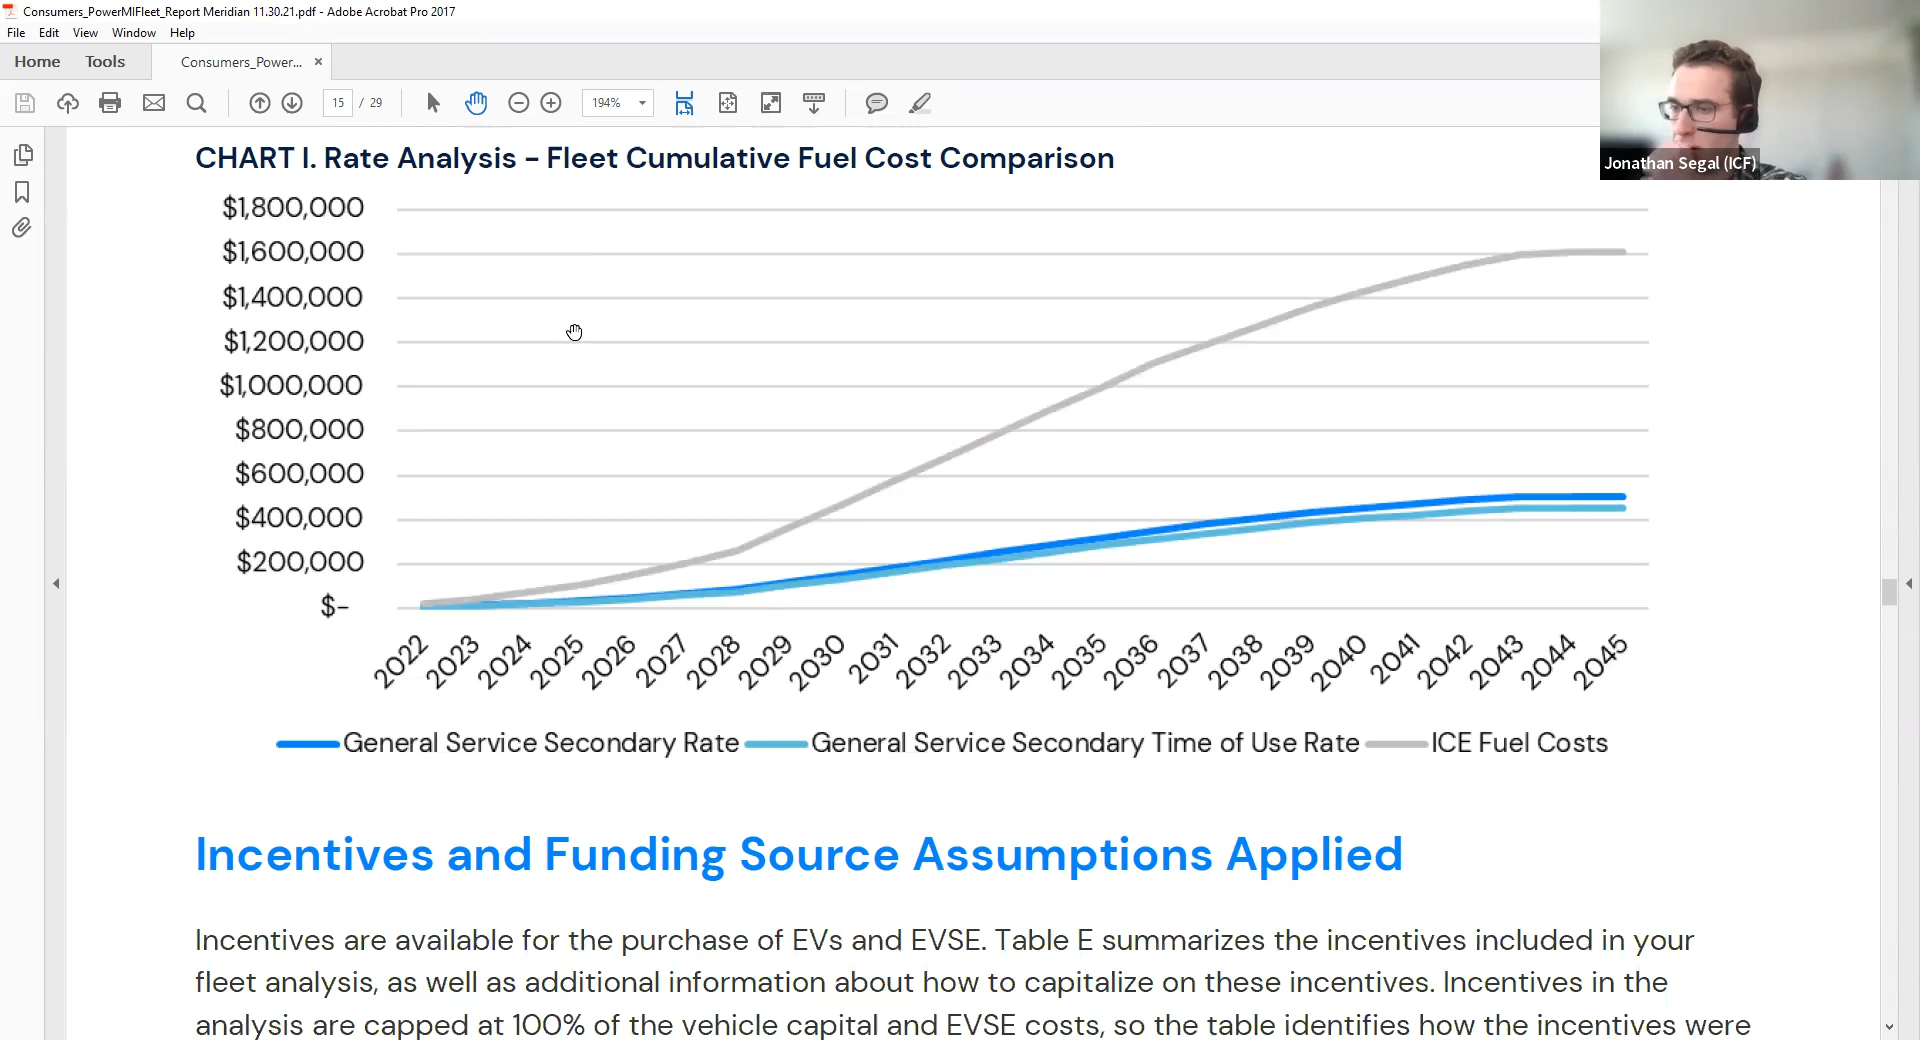 Consumers_PowerMIFleet_Report Meridian 11.30.21.pdf - Adobe Acrobat Pro 2017
File Edit View Window Help
Home Tools Consumers_Power... ×
15 / 29 194%
Jonathan Segal (ICF)
CHART I. Rate Analysis – Fleet Cumulative Fuel Cost Comparison
$1,800,000
$1,600,000
$1,400,000
$1,200,000
$1,000,000
$800,000
$600,000
$400,000
$200,000
$-
2022 2023 2024 2025 2026 2027 2028 2029 2030 2031 2032 2033 2034 2035 2036 2037 2038 2039 2040 2041 2042 2043 2044 2045
General Service Secondary Rate General Service Secondary Time of Use Rate ICE Fuel Costs
Incentives and Funding Source Assumptions Applied
Incentives are available for the purchase of EVs and EVSE. Table E summarizes the incentives included in your
fleet analysis, as well as additional information about how to capitalize on these incentives. Incentives in the
analysis are capped at 100% of the vehicle capital and EVSE costs, so the table identifies how the incentives were